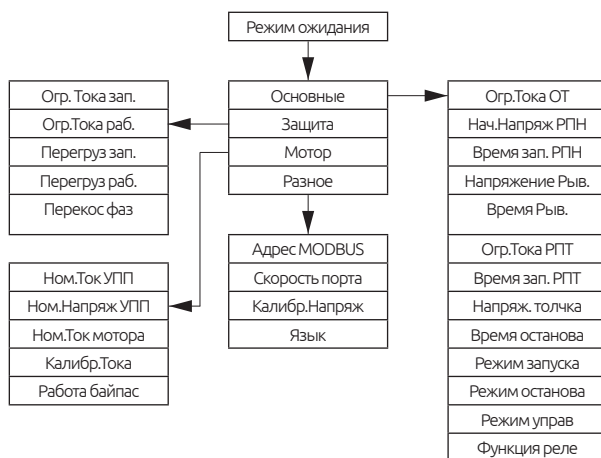 Режим ожидания
Основные
Защита
Мотор
Разное
Огр. Тока зап.
Огр.Тока раб.
Перегруз зап.
Перегруз раб.
Перекос фаз
Ном.Ток УПП
Ном.Напряж УПП
Ном.Ток мотора
Калибр.Тока
Работа байпас
Адрес MODBUS
Скорость порта
Калибр.Напряж
Язык
Огр.Тока ОТ
Нач.Напряж РПН
Время зап. РПН
Напряжение Рыв.
Время Рыв.
Огр.Тока РПТ
Время зап. РПТ
Напряж. толчка
Время останова
Режим запуска
Режим останова
Режим управ
Функция реле